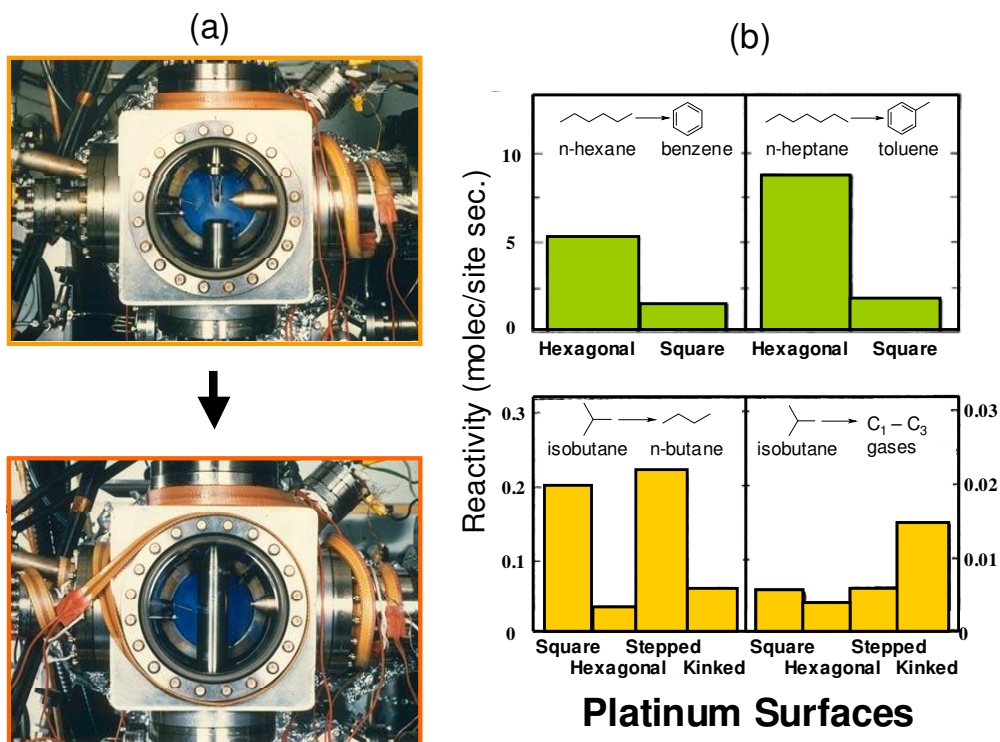 (a)
(b)
n-hexane
benzene
n-heptane
toluene
10
5
0
Hexagonal
Square
Hexagonal
Square
Reactivity (molec/site sec.)
0.3
0.2
0.1
0
isobutane
n-butane
isobutane
C₁ – C₃
gases
0.03
0.02
0.01
0
Square
Hexagonal
Stepped
Kinked
Square
Hexagonal
Stepped
Kinked
Platinum Surfaces